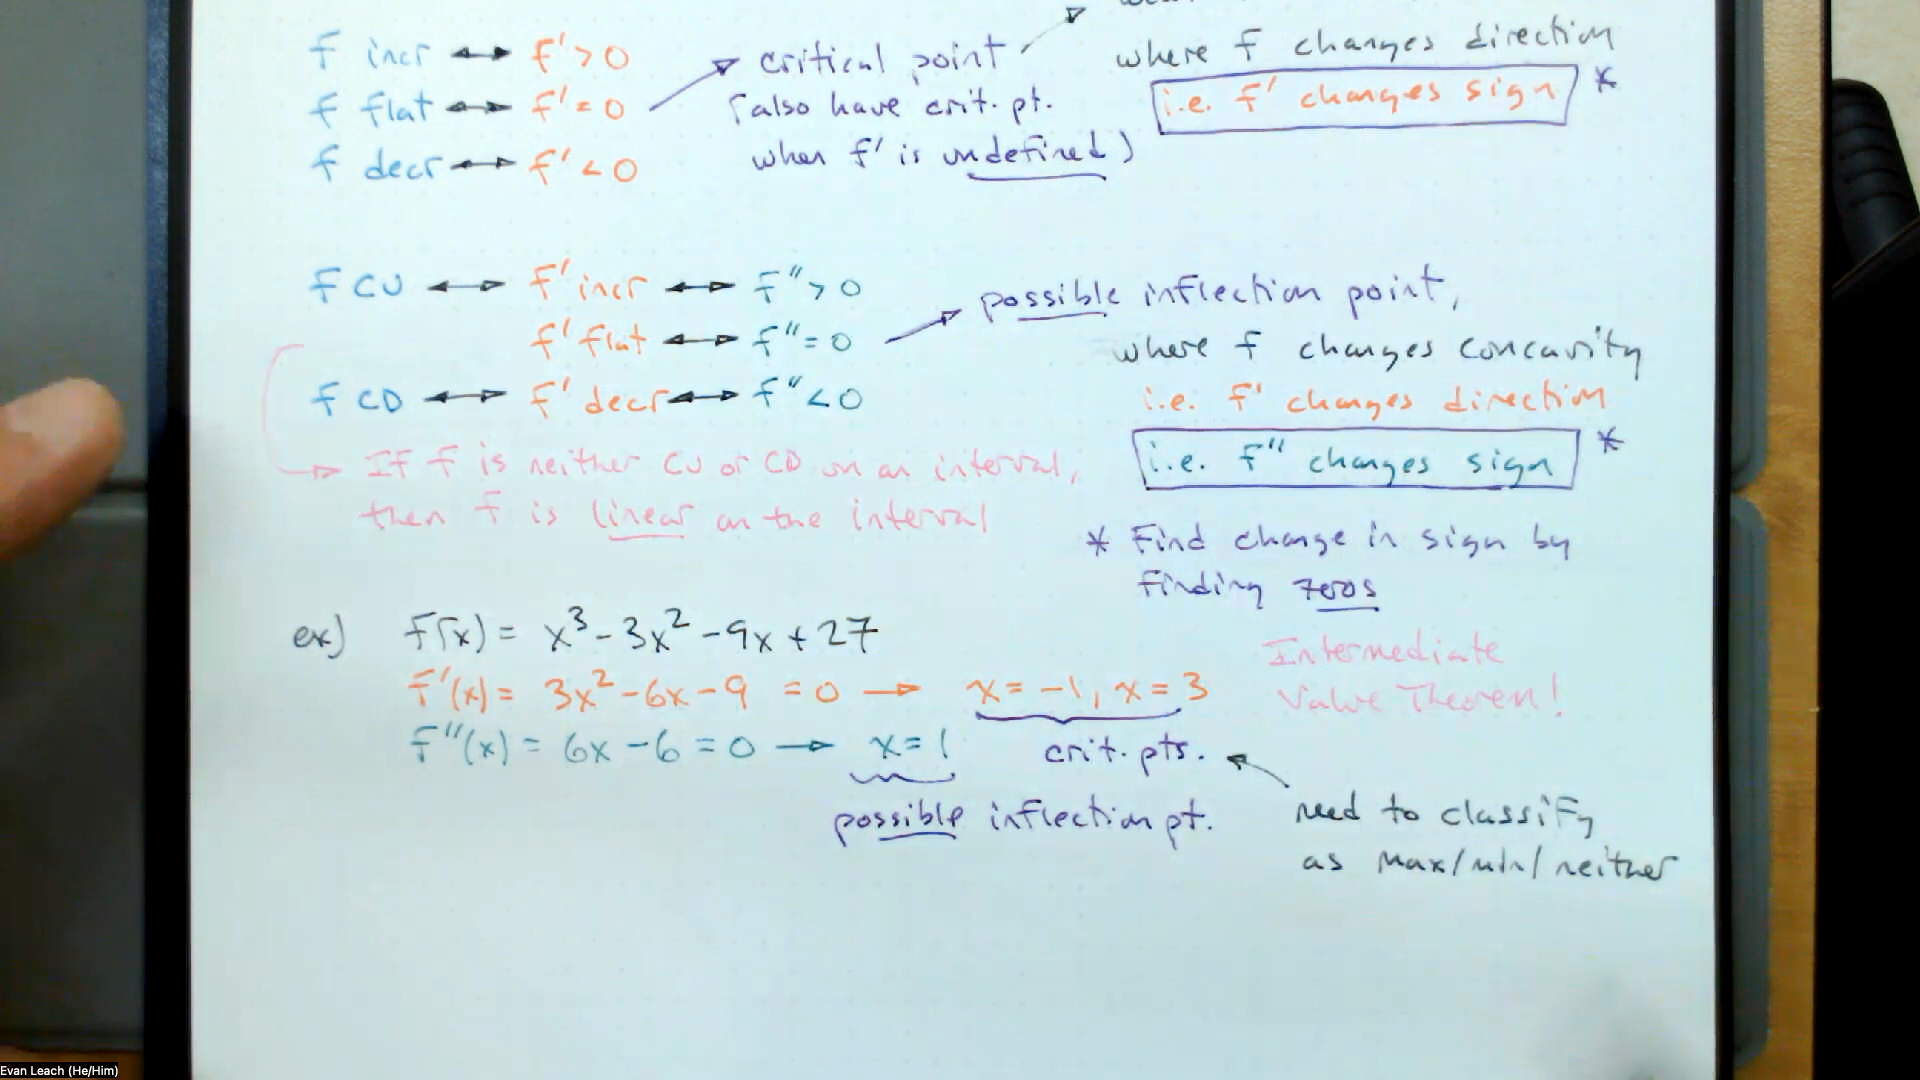 f incr ↔ f' > 0
f flat ↔ f' = 0
f decr ↔ f' < 0
critical point
(also have crit. pt.
when f' is undefined)
where f changes direction
i.e. f' changes sign *
f CU ↔ f' incr ↔ f'' > 0
f' flat ↔ f'' = 0
f CD ↔ f' decr ↔ f'' < 0
possible inflection point,
where f changes concavity
i.e. f' changes direction
i.e. f'' changes sign *
If f is neither CU or CD on an interval,
then f is linear on the interval
* Find change in sign by
finding zeros
Intermediate
Value Theorem!
ex) f(x) = x³ - 3x² - 9x + 27
f'(x) = 3x² - 6x - 9 = 0 → x = -1, x = 3
f''(x) = 6x - 6 = 0 → x = 1
crit. pts.
possible inflection pt.
need to classify
as max/min/neither
Evan Leach (He/Him)